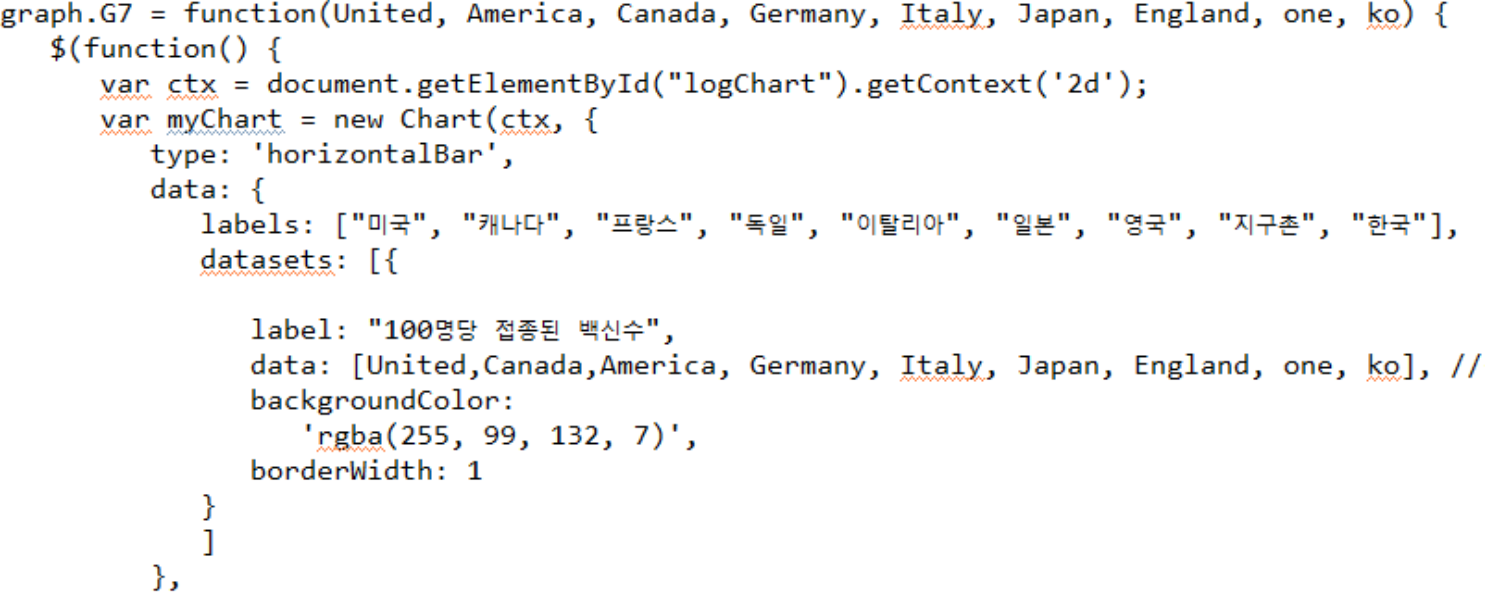 graph.G7 = function(United, America, Canada, Germany, Italy, Japan, England, one, ko) {
$(function() {
var ctx = document.getElementById("logChart").getContext('2d');
var myChart = new Chart(ctx, {
type: 'horizontalBar',
data: {
labels: ["미국", "캐나다", "프랑스", "독일", "이탈리아", "일본", "영국", "지구촌", "한국"],
datasets: [{
label: "100명당 접종된 백신수",
data: [United,Canada,America, Germany, Italy, Japan, England, one, ko], //
backgroundColor:
'rgba(255, 99, 132, 7)',
borderWidth: 1
}
]
},